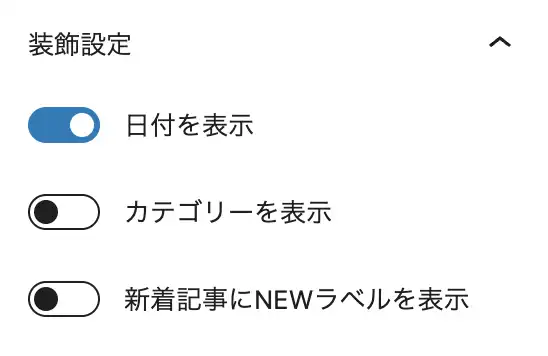 装飾設定
日付を表示
カテゴリーを表示
新着記事にNEWラベルを表示